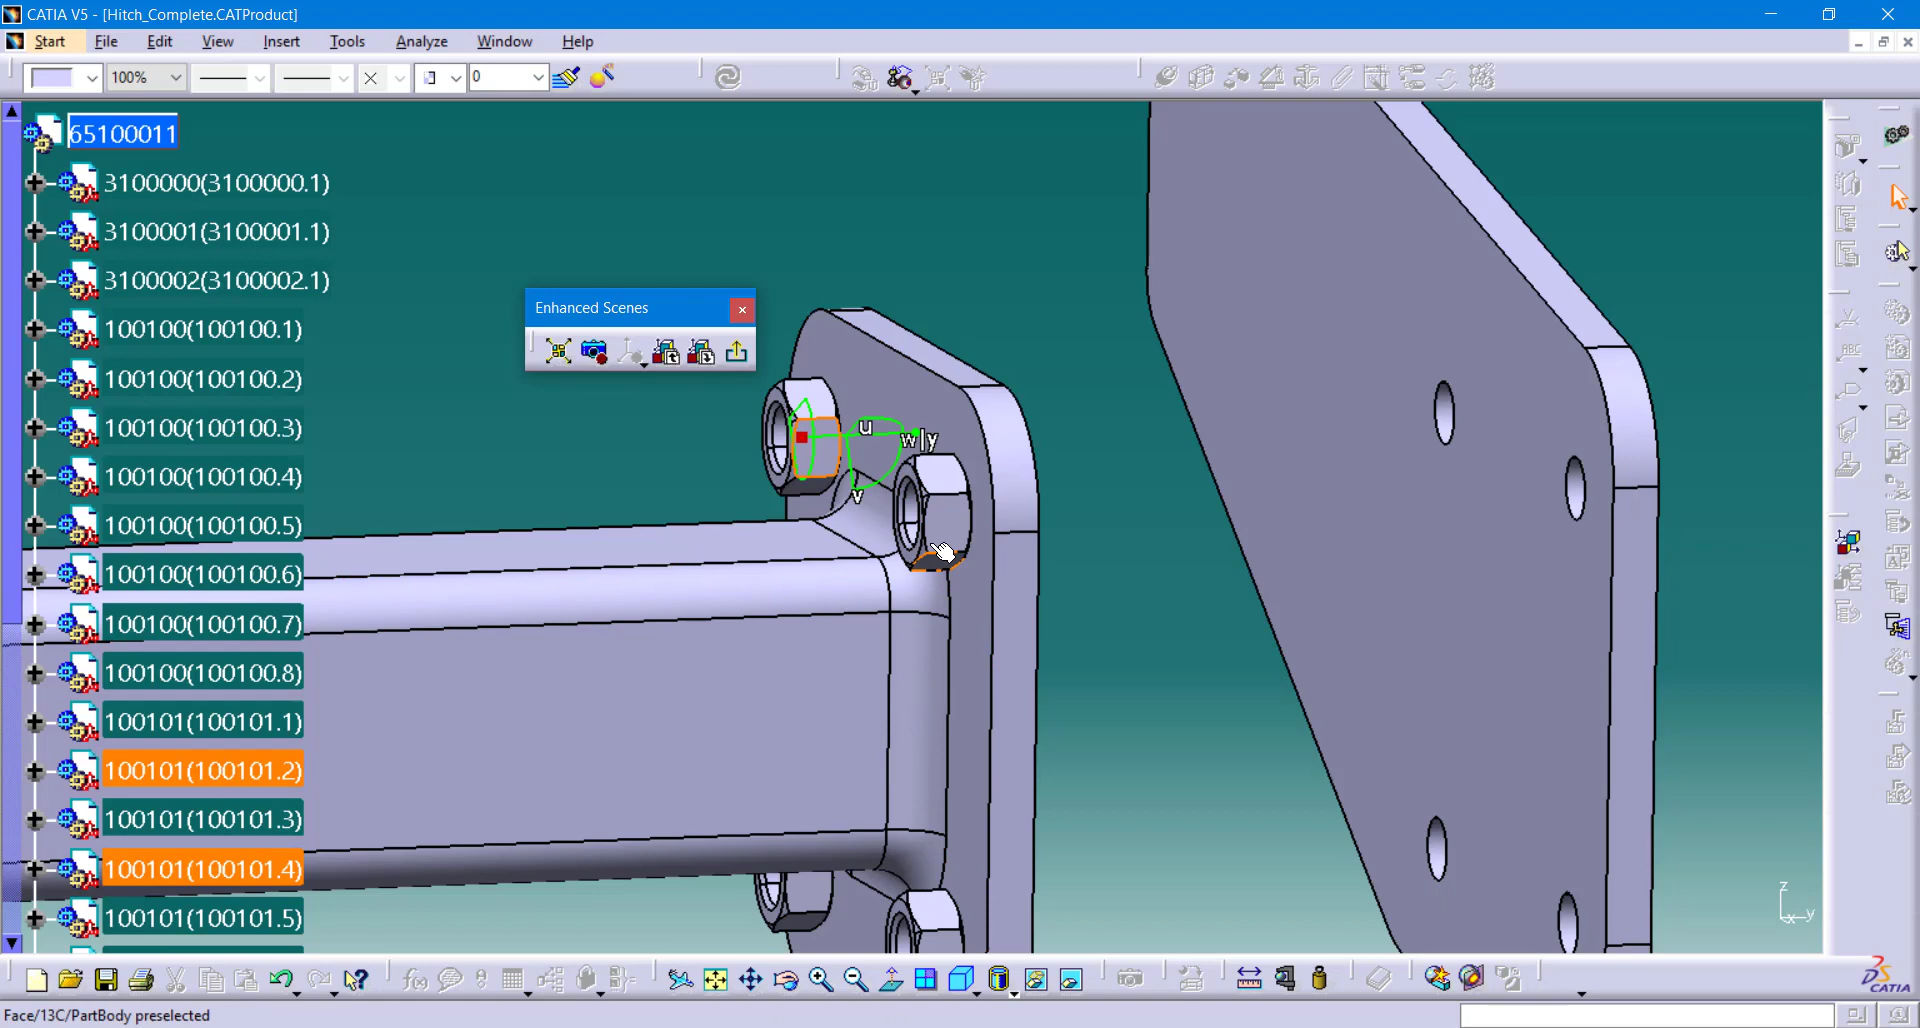 CATIA V5 - [Hitch_Complete.CATProduct]
Start File Edit View Insert Tools Analyze Window Help
100% 0
65100011
3100000(3100000.1)
3100001(3100001.1)
3100002(3100002.1)
100100(100100.1)
100100(100100.2)
100100(100100.3)
100100(100100.4)
100100(100100.5)
100100(100100.6)
100100(100100.7)
100100(100100.8)
100101(100101.1)
100101(100101.2)
100101(100101.3)
100101(100101.4)
100101(100101.5)
Enhanced Scenes
u
w|y
v
z
x y
ABC
f(x)
CATIA
Face/13C/PartBody preselected